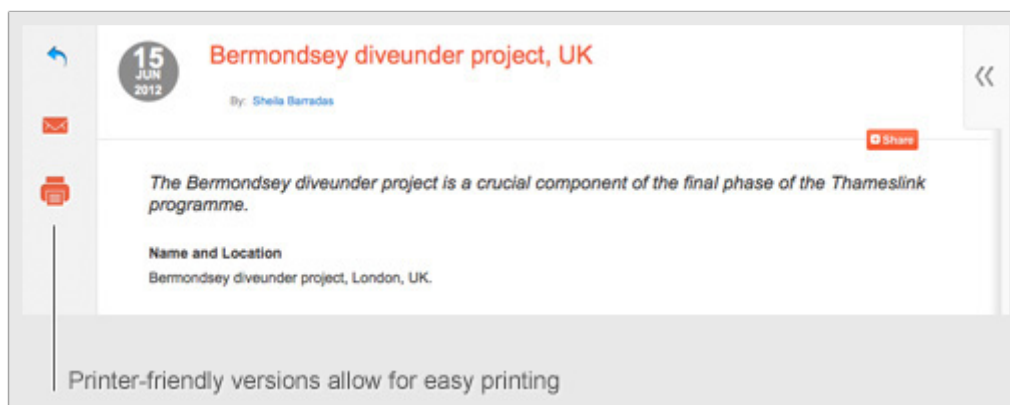 15
JUN
2012
Bermondsey diveunder project, UK
By: Sheila Barradas
Share
The Bermondsey diveunder project is a crucial component of the final phase of the Thameslink
programme.
Name and Location
Bermondsey diveunder project, London, UK.
Printer-friendly versions allow for easy printing